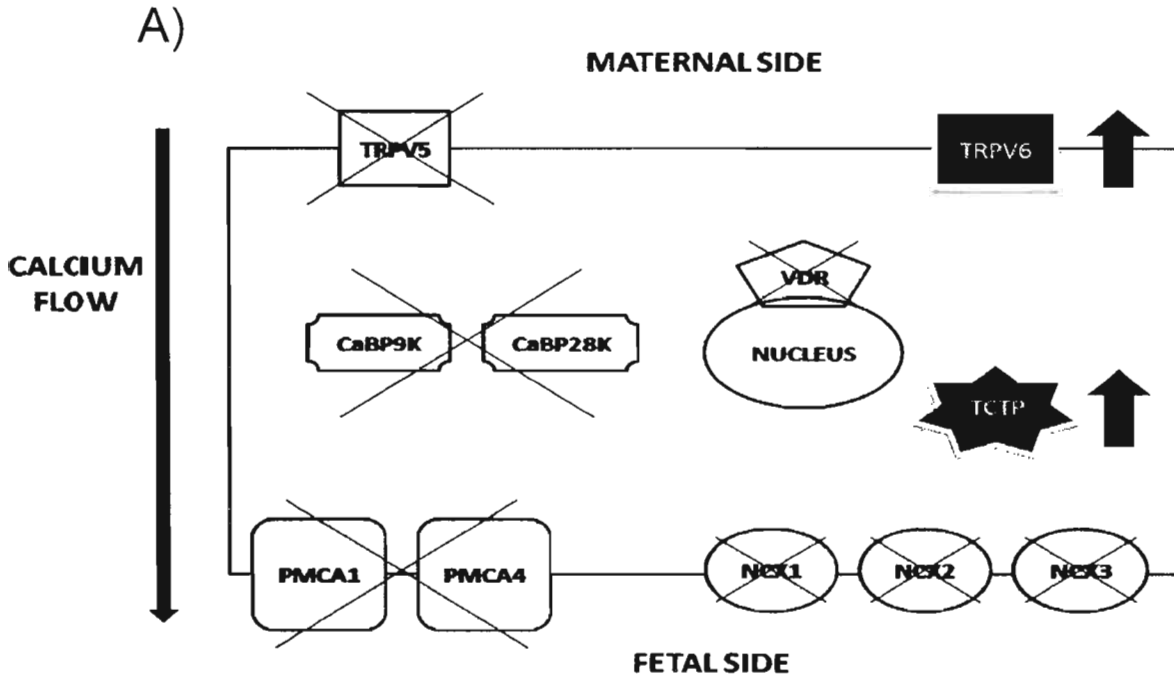 A)
MATERNAL SIDE
TRPV5
TRPV6
CALCIUM
FLOW
VDR
CaBP9K
CaBP28K
NUCLEUS
TCTP
PMCA1
PMCA4
NCX1
NCX2
NCX3
FETAL SIDE